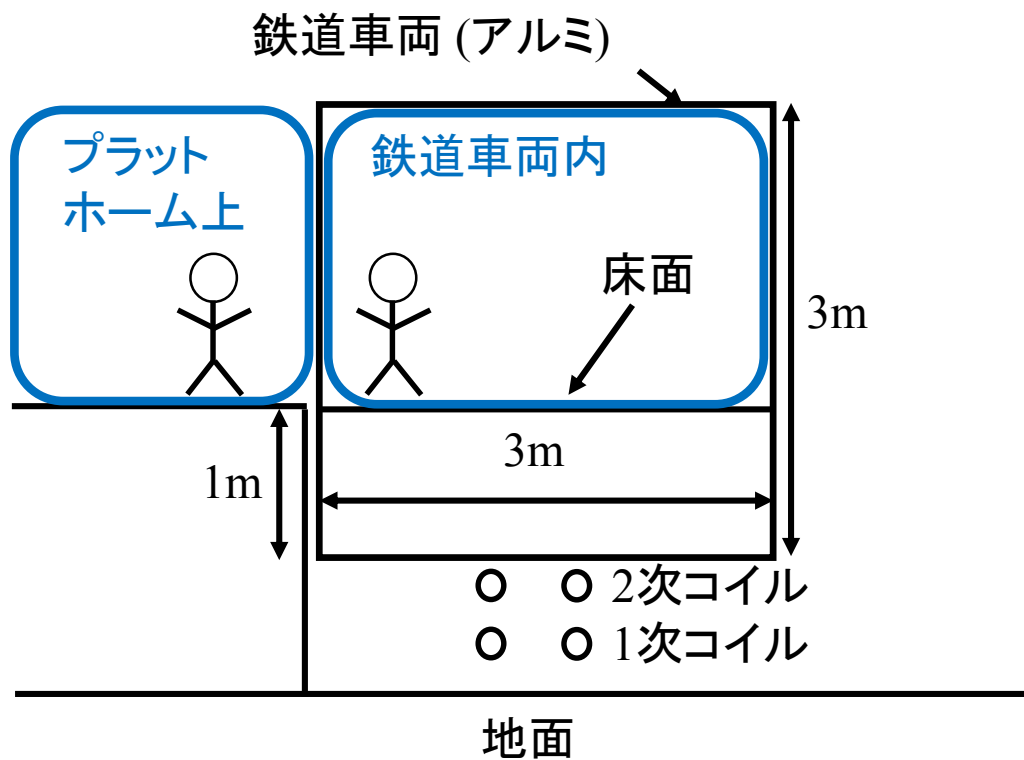 鉄道車両 (アルミ)
プラット
ホーム上
鉄道車両内
床面
3m
3m
1m
2次コイル
1次コイル
地面